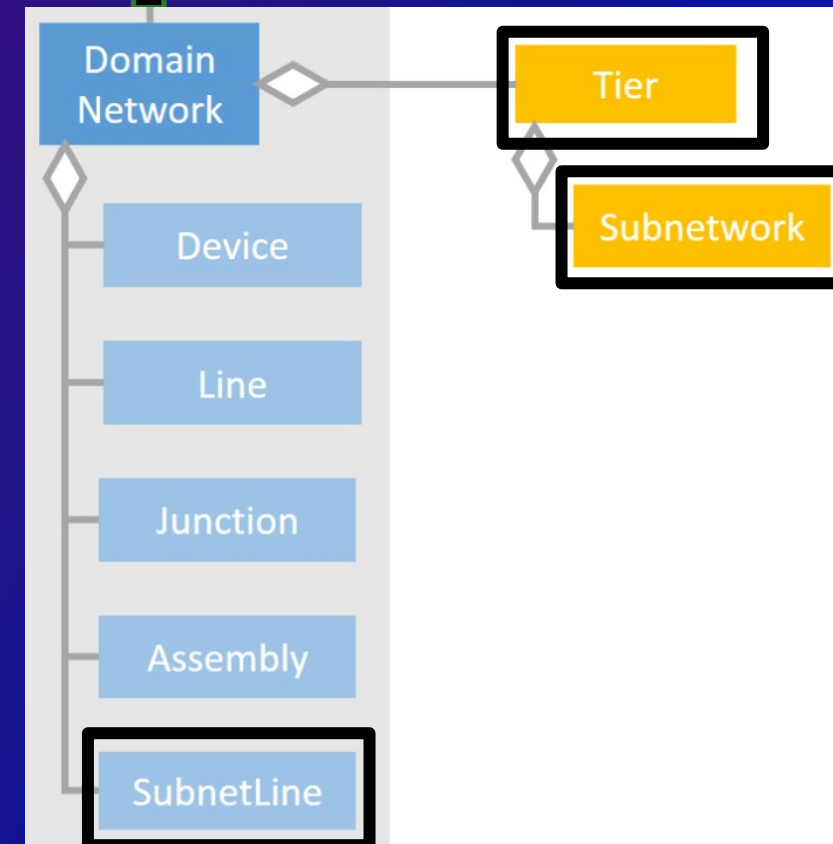 Domain
Network
Tier
Subnetwork
Device
Line
Junction
Assembly
SubnetLine